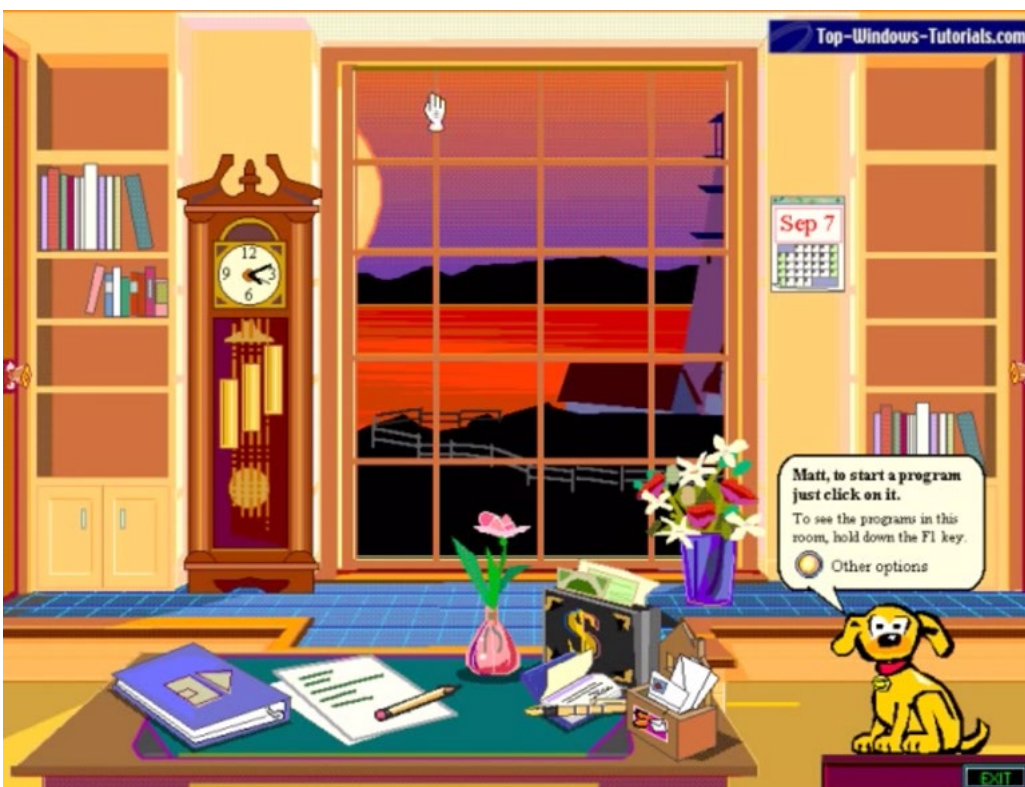 Top-Windows-Tutorials.com
12
9 3
6
Sep 7
Matt, to start a program
just click on it.
To see the programs in this
room, hold down the F1 key.
Other options
$
EXIT